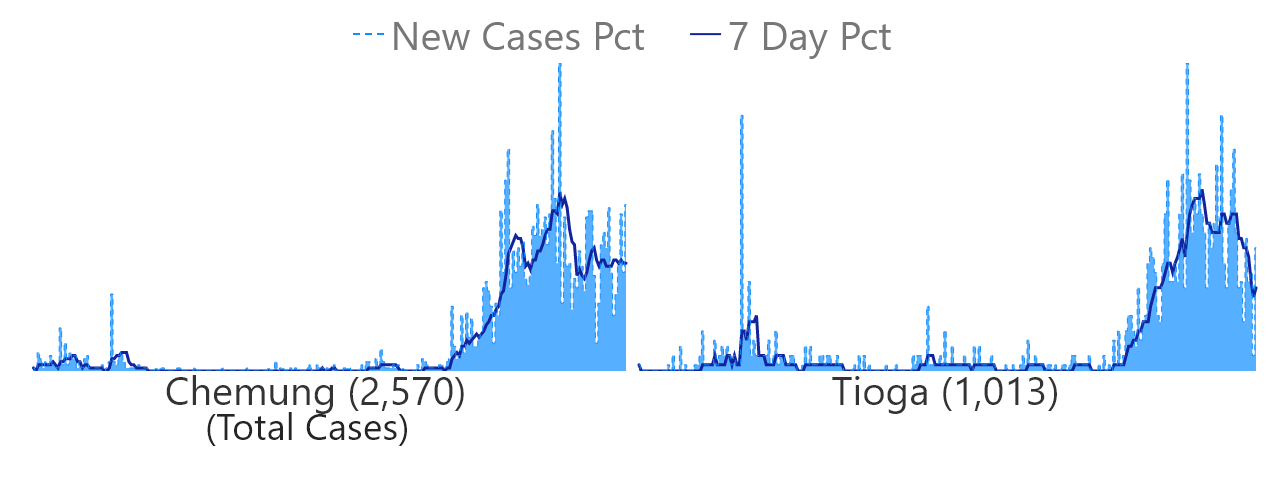 New Cases Pct 7 Day Pct
Chemung (2,570) Tioga (1,013)
(Total Cases)